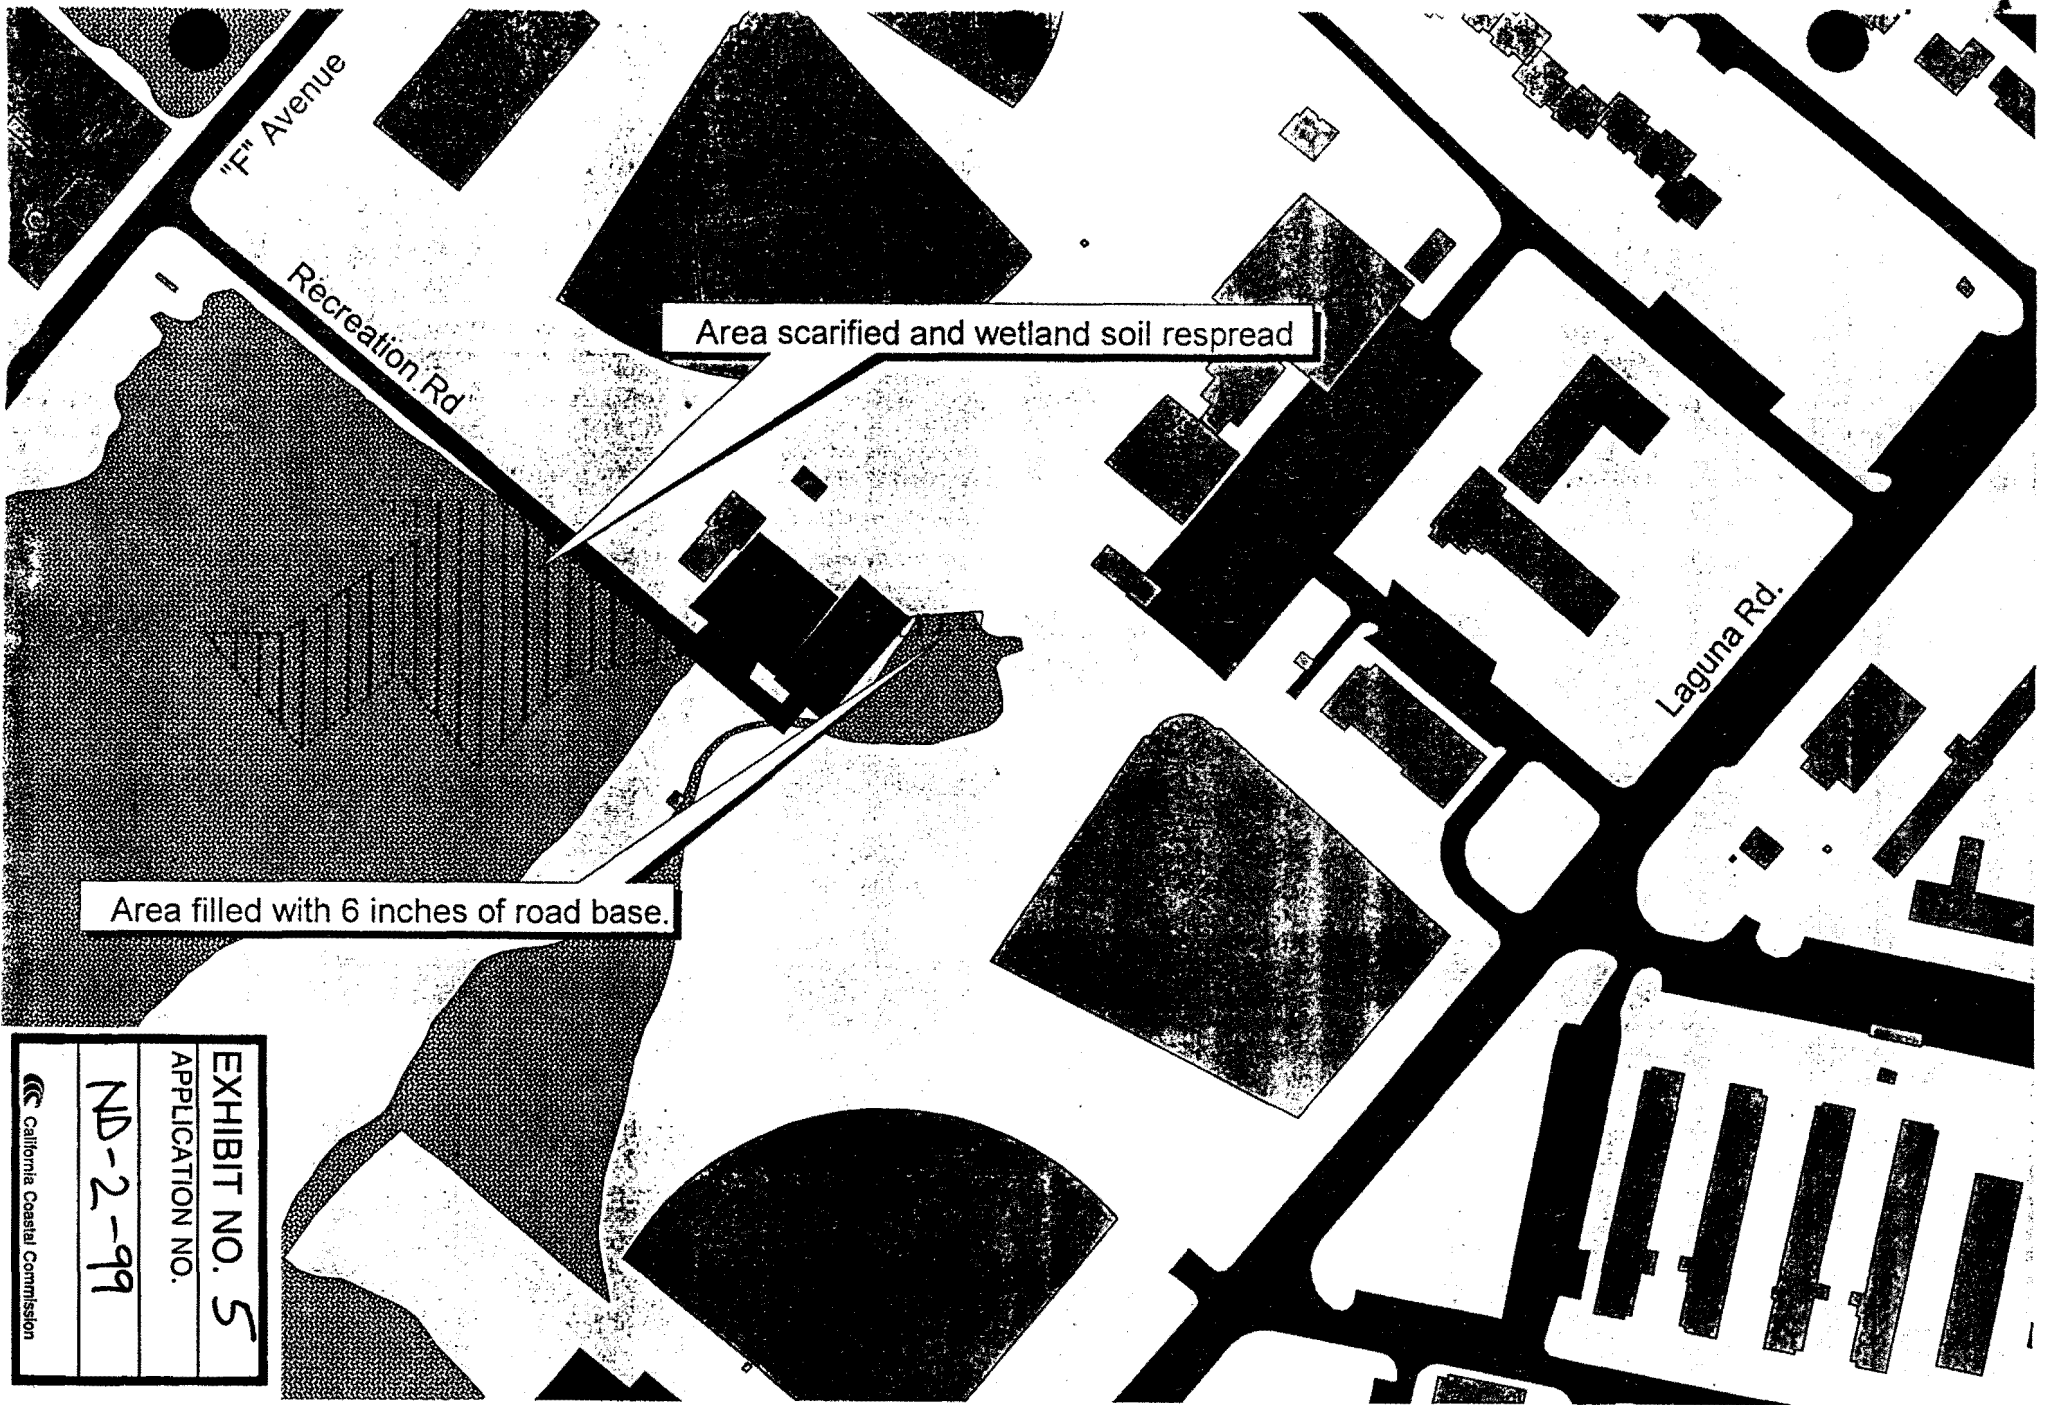 "F" Avenue
Recreation Rd
Area scarified and wetland soil respread
Laguna Rd.
Area filled with 6 inches of road base.
EXHIBIT NO. 5
APPLICATION NO.
ND-2-99
California Coastal Commission